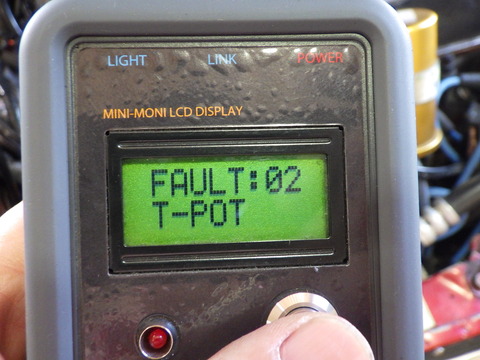 LIGHT LINK POWER
MINI-MONI LCD DISPLAY
FAULT:02
T-POT